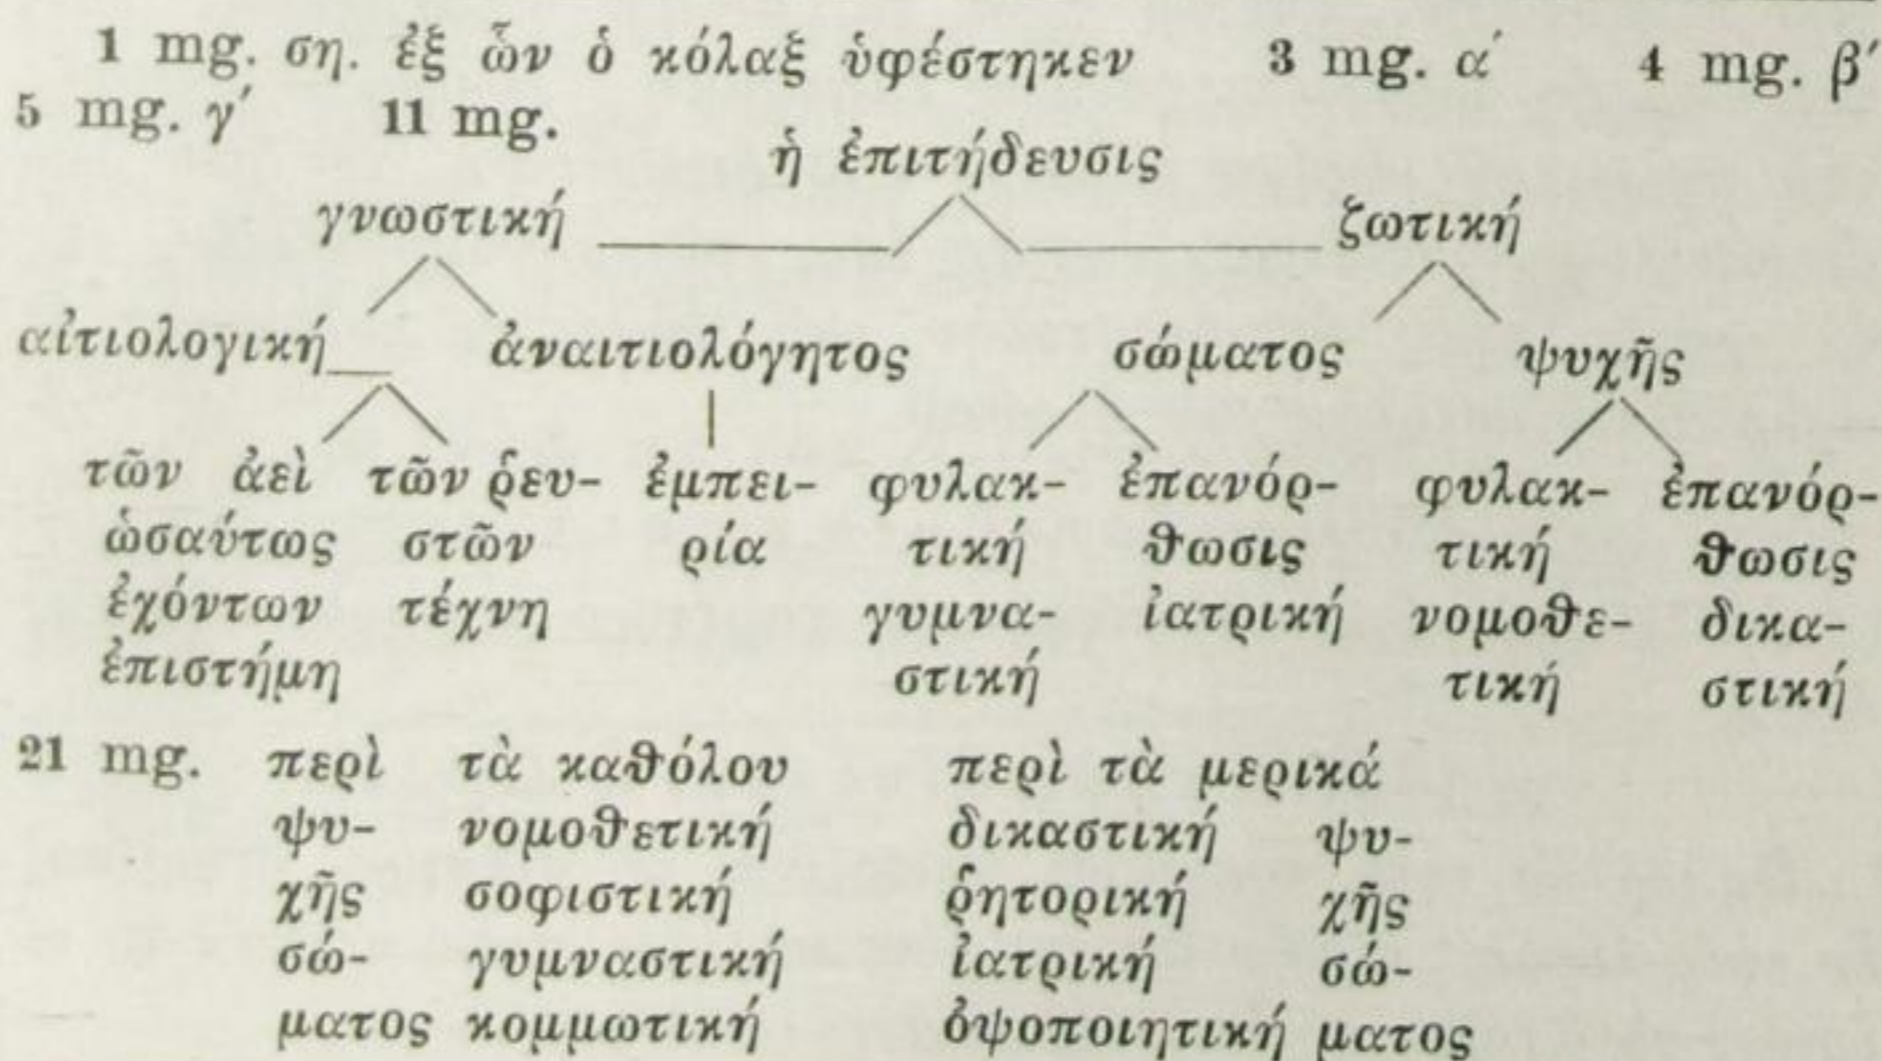 1 mg. ση. ἐξ ὧν ὁ κόλαξ ὑφέστηκεν 3 mg. α′ 4 mg. β′
5 mg. γ′ 11 mg.
ἡ ἐπιτήδευσις
γνωστική ζωτική
αἰτιολογική ἀναιτιολόγητος σώματος ψυχῆς
τῶν ἀεὶ τῶν ῥευ- ἐμπει- φυλακ- ἐπανόρ- φυλακ- ἐπανόρ-
ὡσαύτως στῶν ρία τική θωσις τική θωσις
ἐχόντων τέχνη γυμνα- ἰατρική νομοθε- δικα-
ἐπιστήμη στική τική στική
21 mg. περὶ τὰ καθόλου περὶ τὰ μερικά
ψυ- νομοθετική δικαστική ψυ-
χῆς σοφιστική ῥητορική χῆς
σώ- γυμναστική ἰατρική σώ-
ματος κομμωτική ὀψοποιητική ματος